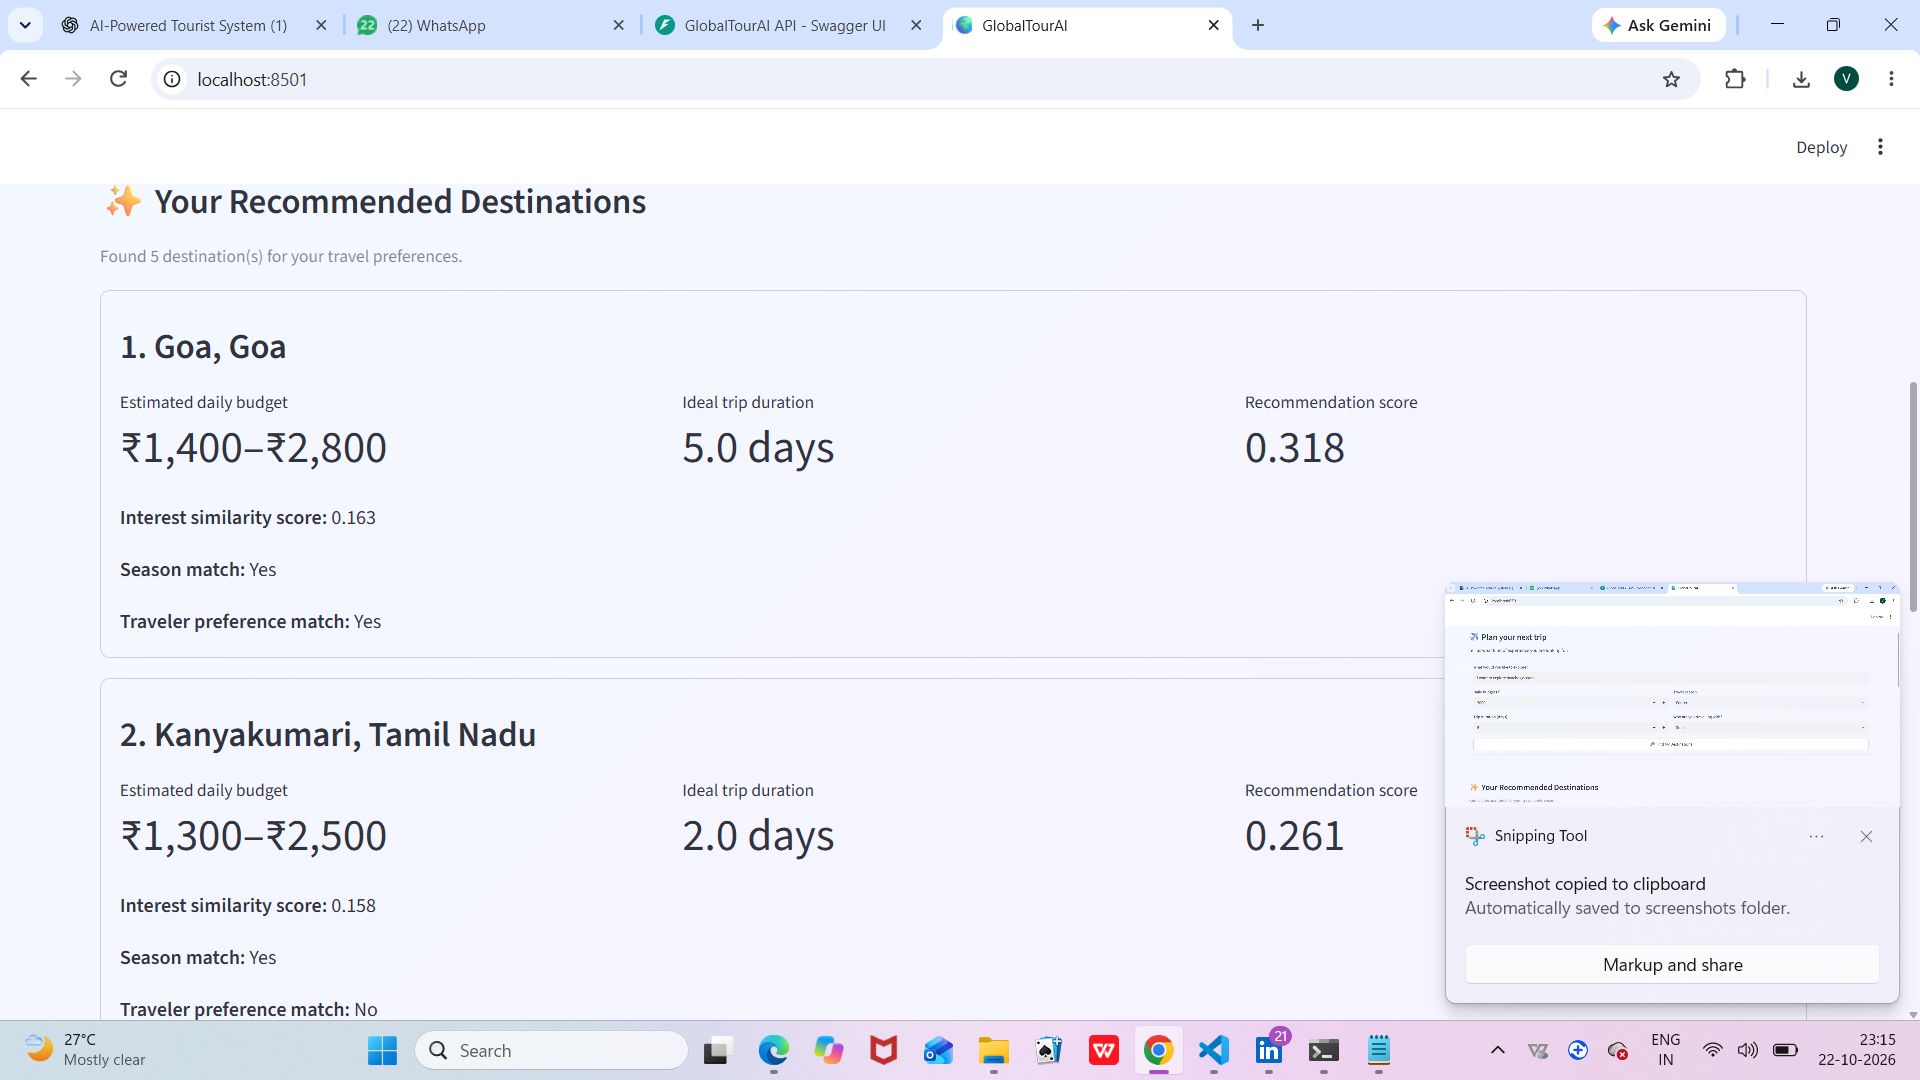 AI-Powered Tourist System (1)
(22) WhatsApp
GlobalTourAI API - Swagger UI
GlobalTourAI
Ask Gemini
localhost:8501
V
Deploy
✨ Your Recommended Destinations
Found 5 destination(s) for your travel preferences.
1. Goa, Goa
Estimated daily budget
Ideal trip duration
Recommendation score
₹1,400–₹2,800
5.0 days
0.318
Interest similarity score: 0.163
Season match: Yes
Traveler preference match: Yes
2. Kanyakumari, Tamil Nadu
Estimated daily budget
Ideal trip duration
Recommendation score
₹1,300–₹2,500
2.0 days
0.261
Interest similarity score: 0.158
Season match: Yes
Traveler preference match: No
Plan your next trip
Your Recommended Destinations
Snipping Tool
Screenshot copied to clipboard
Automatically saved to screenshots folder.
Markup and share
27°C
Mostly clear
Search
21
ENG
IN
23:15
22-10-2026